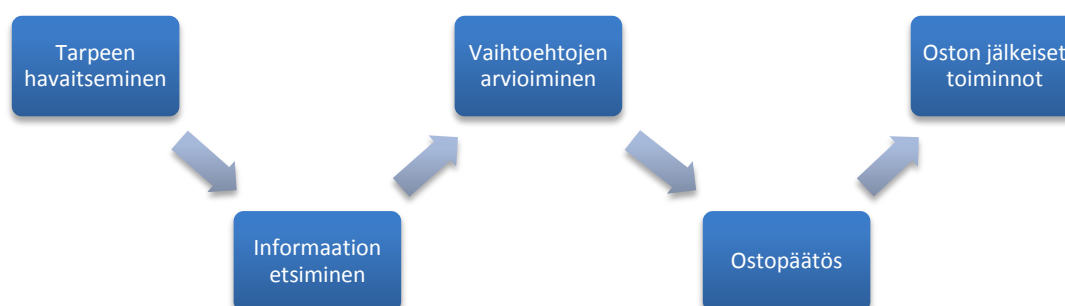 Tarpeen
havaitseminen
Informaation
etsiminen
Vaihtoehtojen
arvioiminen
Ostopäätös
Oston jälkeiset
toiminnot